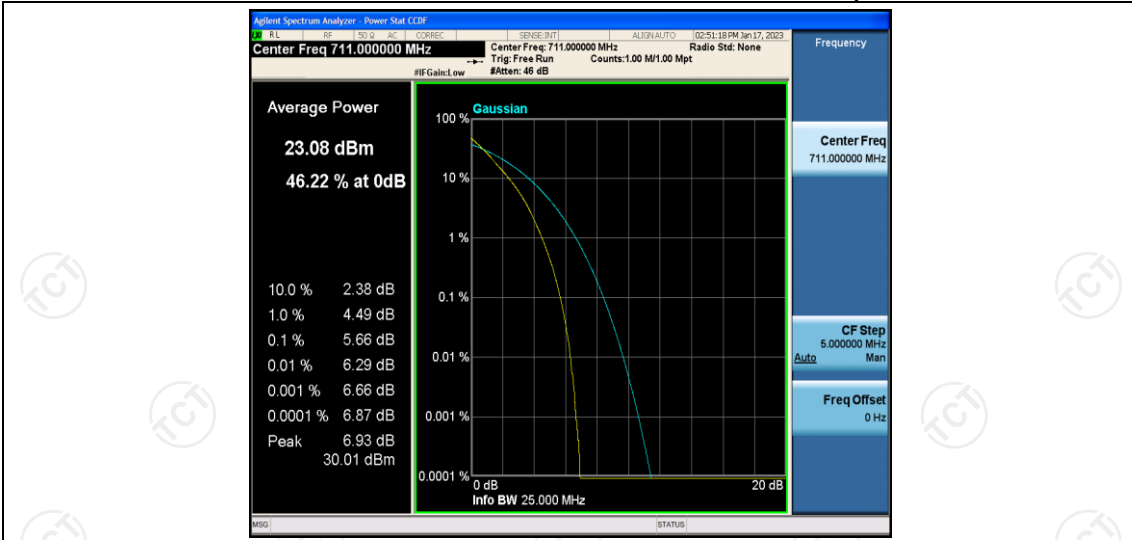 Agilent Spectrum Analyzer - Power Stat CCDF
LXI RL RF 50 Ω AC CORREC SENSE:INT ALIGN AUTO 02:51:18 PM Jan 17, 2023
Center Freq 711.000000 MHz
Center Freq: 711.000000 MHz Radio Std: None
Trig: Free Run Counts:1.00 M/1.00 Mpt
#IFGain:Low #Atten: 46 dB
Frequency
Average Power
23.08 dBm
46.22 % at 0dB
10.0 % 2.38 dB
1.0 % 4.49 dB
0.1 % 5.66 dB
0.01 % 6.29 dB
0.001 % 6.66 dB
0.0001 % 6.87 dB
Peak 6.93 dB
30.01 dBm
Gaussian
100 %
10 %
1 %
0.1 %
0.01 %
0.001 %
0.0001 %
0 dB 20 dB
Info BW 25.000 MHz
Center Freq
711.000000 MHz
CF Step
5.000000 MHz
Auto Man
Freq Offset
0 Hz
MSG STATUS
TCT
TCT
TCT
TCT
TCT
TCT